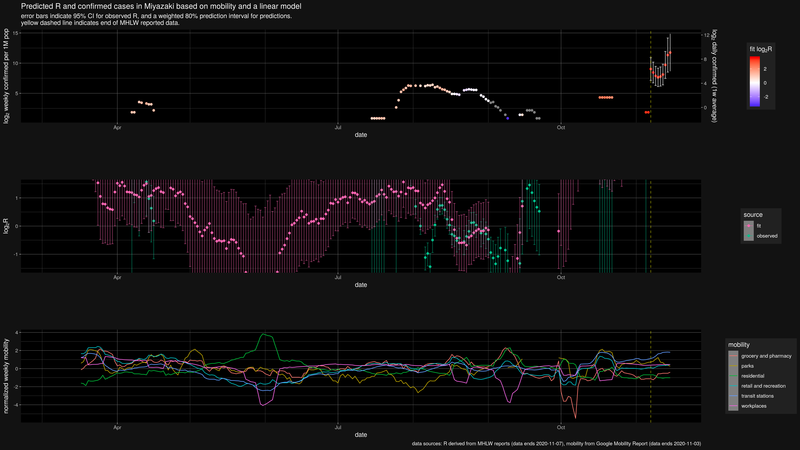 Predicted R and confirmed cases in Miyazaki based on mobility and a linear model
error bars indicate 95% CI for observed R, and a weighted 80% prediction interval for predictions.
yellow dashed line indicates end of MHLW reported data.
log₂ weekly confirmed per 1M pop
15
10
5
12
8
4
0
log₂ daily confirmed (1w average)
Apr
Jul
Oct
date
fit log₂R
2
0
-2
log₂R
1
0
-1
Apr
Jul
Oct
date
source
fit
observed
normalised weekly mobility
4
2
0
-2
-4
Apr
Jul
Oct
date
mobility
grocery and pharmacy
parks
residential
retail and recreation
transit stations
workplaces
data sources: R derived from MHLW reports (data ends 2020-11-07), mobility from Google Mobility Report (data ends 2020-11-03)